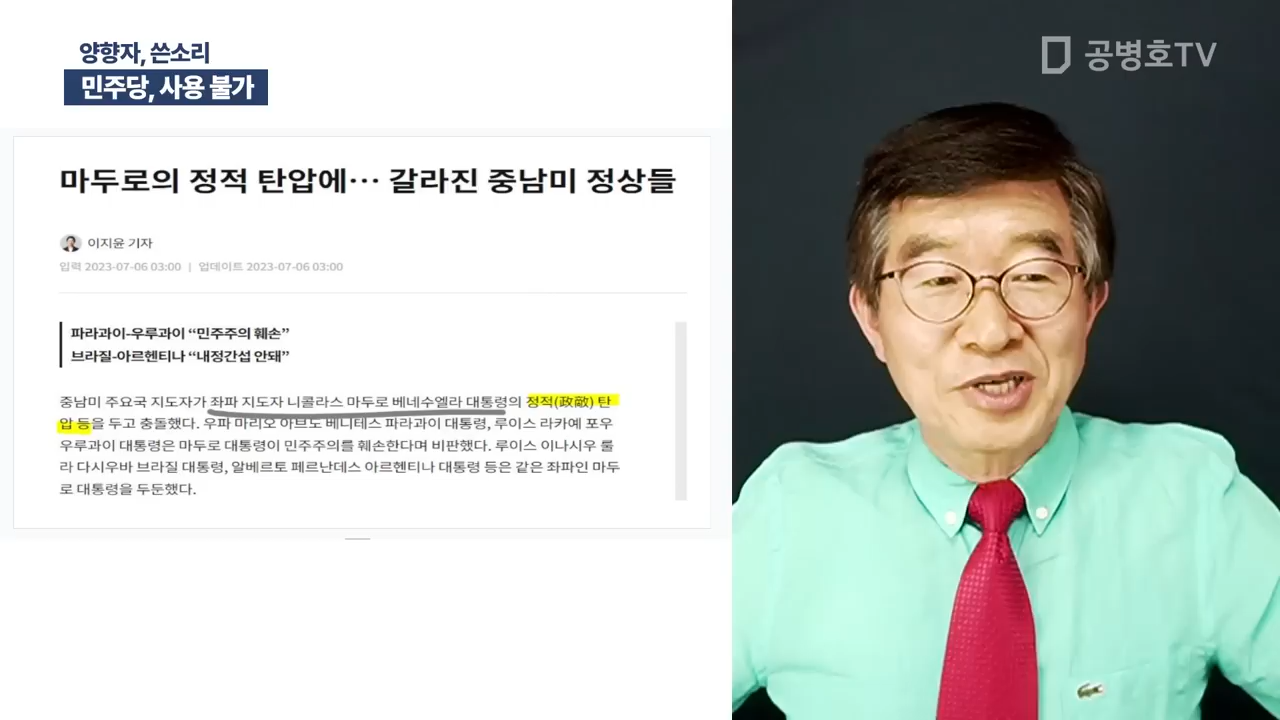 양향자, 쓴소리
민주당, 사용 불가
공병호TV
마두로의 정적 탄압에… 갈라진 중남미 정상들
이지윤 기자
입력 2023-07-06 03:00 | 업데이트 2023-07-06 03:00
파라과이-우루과이 “민주주의 훼손”
브라질-아르헨티나 “내정간섭 안돼”
중남미 주요국 지도자가 좌파 지도자 니콜라스 마두로 베네수엘라 대통령의 정적(政敵) 탄
압 등을 두고 충돌했다. 우파 마리오 아브도 베니테스 파라과이 대통령, 루이스 라카예 포우
우루과이 대통령은 마두로 대통령이 민주주의를 훼손한다며 비판했다. 루이스 이나시우 룰
라 다시우바 브라질 대통령, 알베르토 페르난데스 아르헨티나 대통령 등은 같은 좌파인 마두
로 대통령을 두둔했다.